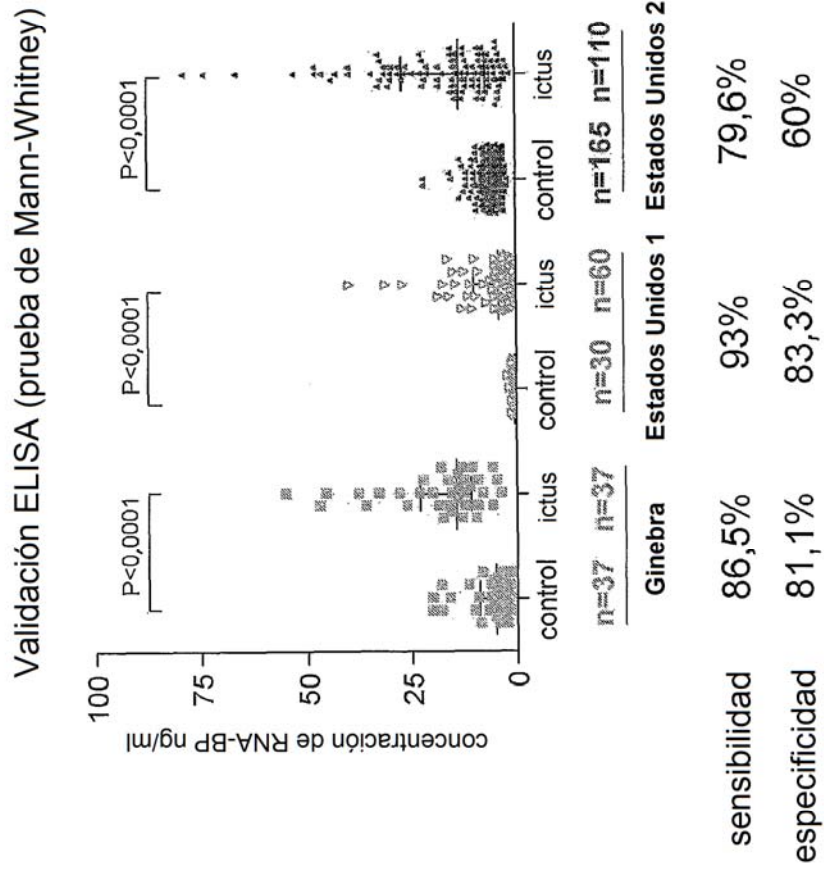 Validación ELISA (prueba de Mann-Whitney)
P<0,0001
P<0,0001
P<0,0001
concentración de RNA-BP ng/ml
100
75
50
25
0
control ictus control ictus control ictus
n=37 n=37 n=30 n=60 n=165 n=110
Ginebra Estados Unidos 1 Estados Unidos 2
sensibilidad 86,5% 93% 79,6%
especificidad 81,1% 83,3% 60%